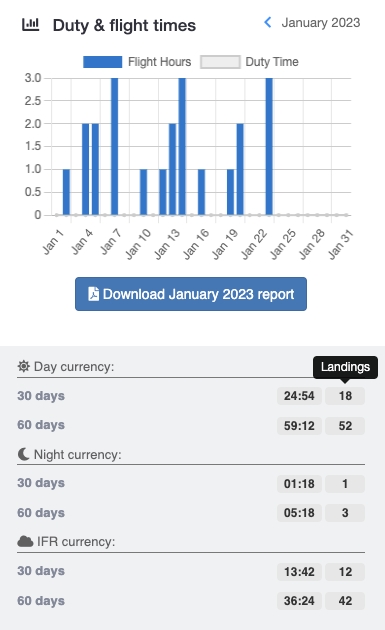 Duty & flight times
January 2023
Flight Hours
Duty Time
3.0
2.5
2.0
1.5
1.0
0.5
0
Jan 1
Jan 4
Jan 7
Jan 10
Jan 13
Jan 16
Jan 19
Jan 22
Jan 25
Jan 28
Jan 31
Download January 2023 report
Landings
Day currency:
30 days 24:54 18
60 days 59:12 52
Night currency:
30 days 01:18 1
60 days 05:18 3
IFR currency:
30 days 13:42 12
60 days 36:24 42